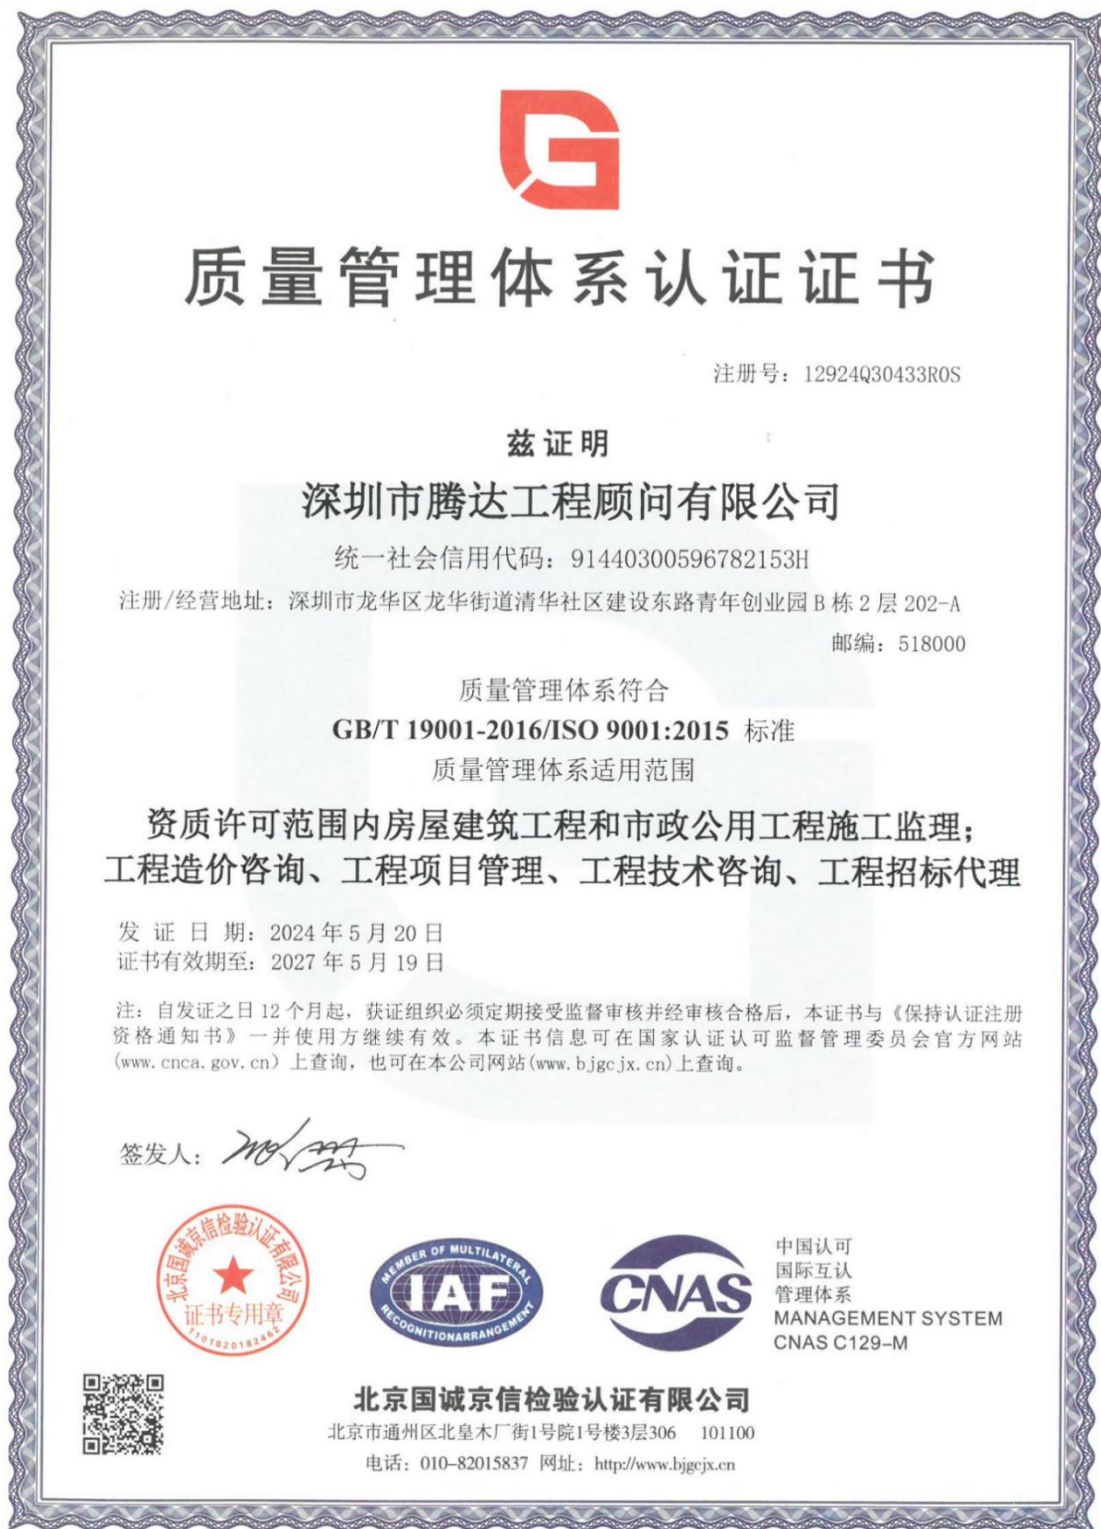 质量管理体系认证证书
注册号：12924Q30433R0S
兹证明
深圳市腾达工程顾问有限公司
统一社会信用代码：91440300596782153H
注册/经营地址：深圳市龙华区龙华街道清华社区建设东路青年创业园 B 栋 2 层 202-A
邮编：518000
质量管理体系符合
GB/T 19001-2016/ISO 9001:2015 标准
质量管理体系适用范围
资质许可范围内房屋建筑工程和市政公用工程施工监理；
工程造价咨询、工程项目管理、工程技术咨询、工程招标代理
发 证 日 期：2024 年 5 月 20 日
证书有效期至：2027 年 5 月 19 日
注：自发证之日 12 个月起，获证组织必须定期接受监督审核并经审核合格后，本证书与《保持认证注册
资格通知书》一并使用方继续有效。本证书信息可在国家认证认可监督管理委员会官方网站
(www.cnca.gov.cn）上查询，也可在本公司网站(www.bjgcjx.cn)上查询。
签发人：
北京国诚京信检验认证有限公司
证书专用章
1101020182462
MEMBER OF MULTILATERAL
IAF
RECOGNITIONARRANGEMENT
CNAS
中国认可
国际互认
管理体系
MANAGEMENT SYSTEM
CNAS C129-M
北京国诚京信检验认证有限公司
北京市通州区北皇木厂街1号院1号楼3层306 101100
电话：010-82015837 网址：http://www.bjgcjx.cn